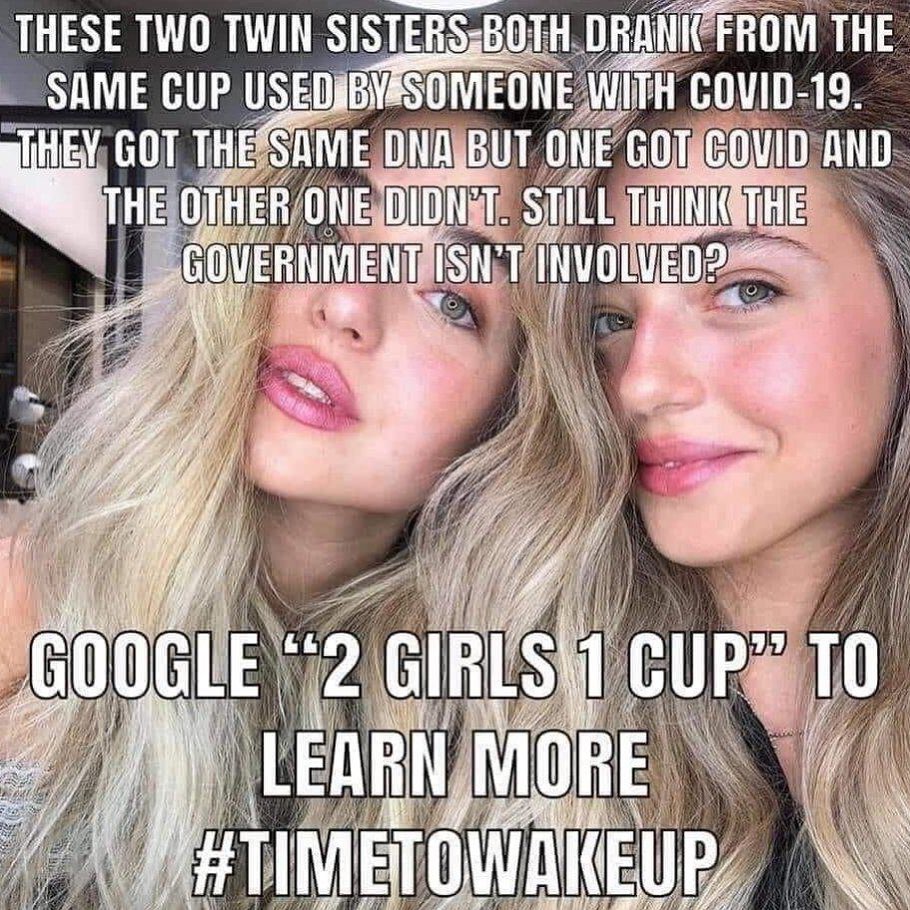 THESE TWO TWIN SISTERS BOTH DRANK FROM THE
SAME CUP USED BY SOMEONE WITH COVID-19.
THEY GOT THE SAME DNA BUT ONE GOT COVID AND
THE OTHER ONE DIDN'T. STILL THINK THE
GOVERNMENT ISN'T INVOLVED?
GOOGLE “2 GIRLS 1 CUP” TO
LEARN MORE
#TIMETOWAKEUP